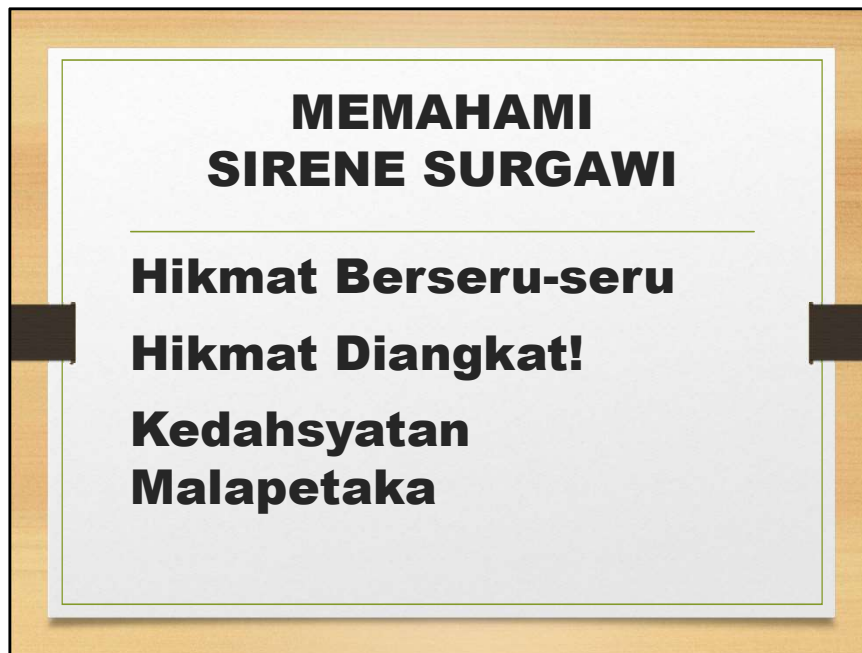 MEMAHAMI
SIRENE SURGAWI
Hikmat Berseru-seru
Hikmat Diangkat!
Kedahsyatan
Malapetaka